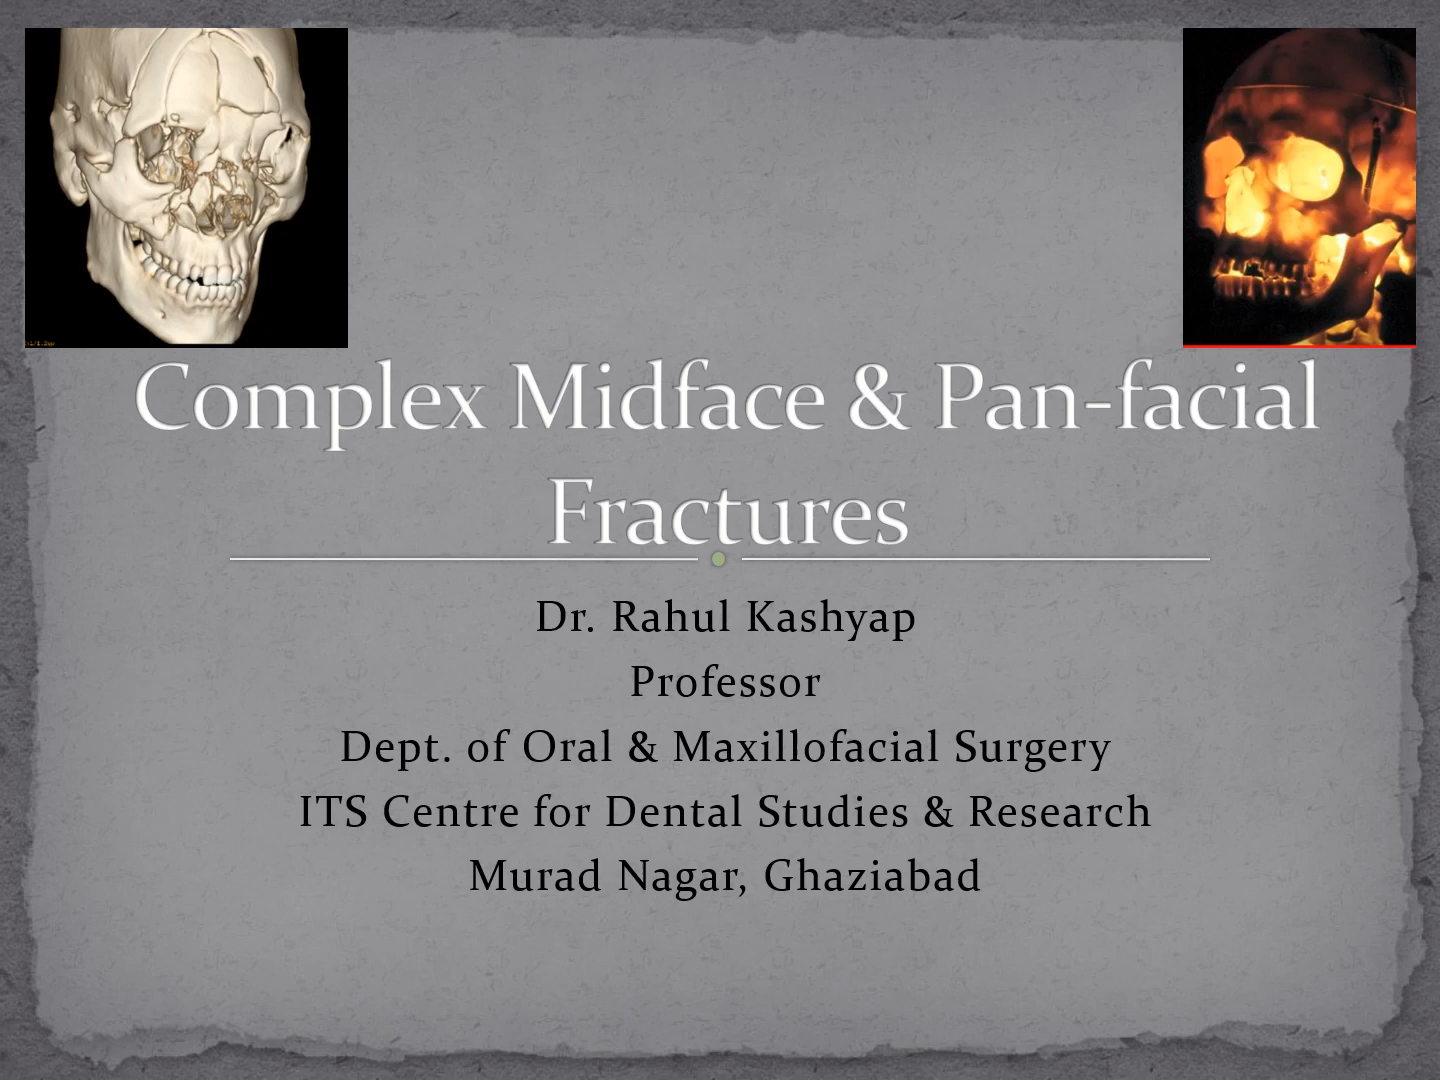 Complex Midface & Pan-facial
Fractures
Dr. Rahul Kashyap
Professor
Dept. of Oral & Maxillofacial Surgery
ITS Centre for Dental Studies & Research
Murad Nagar, Ghaziabad